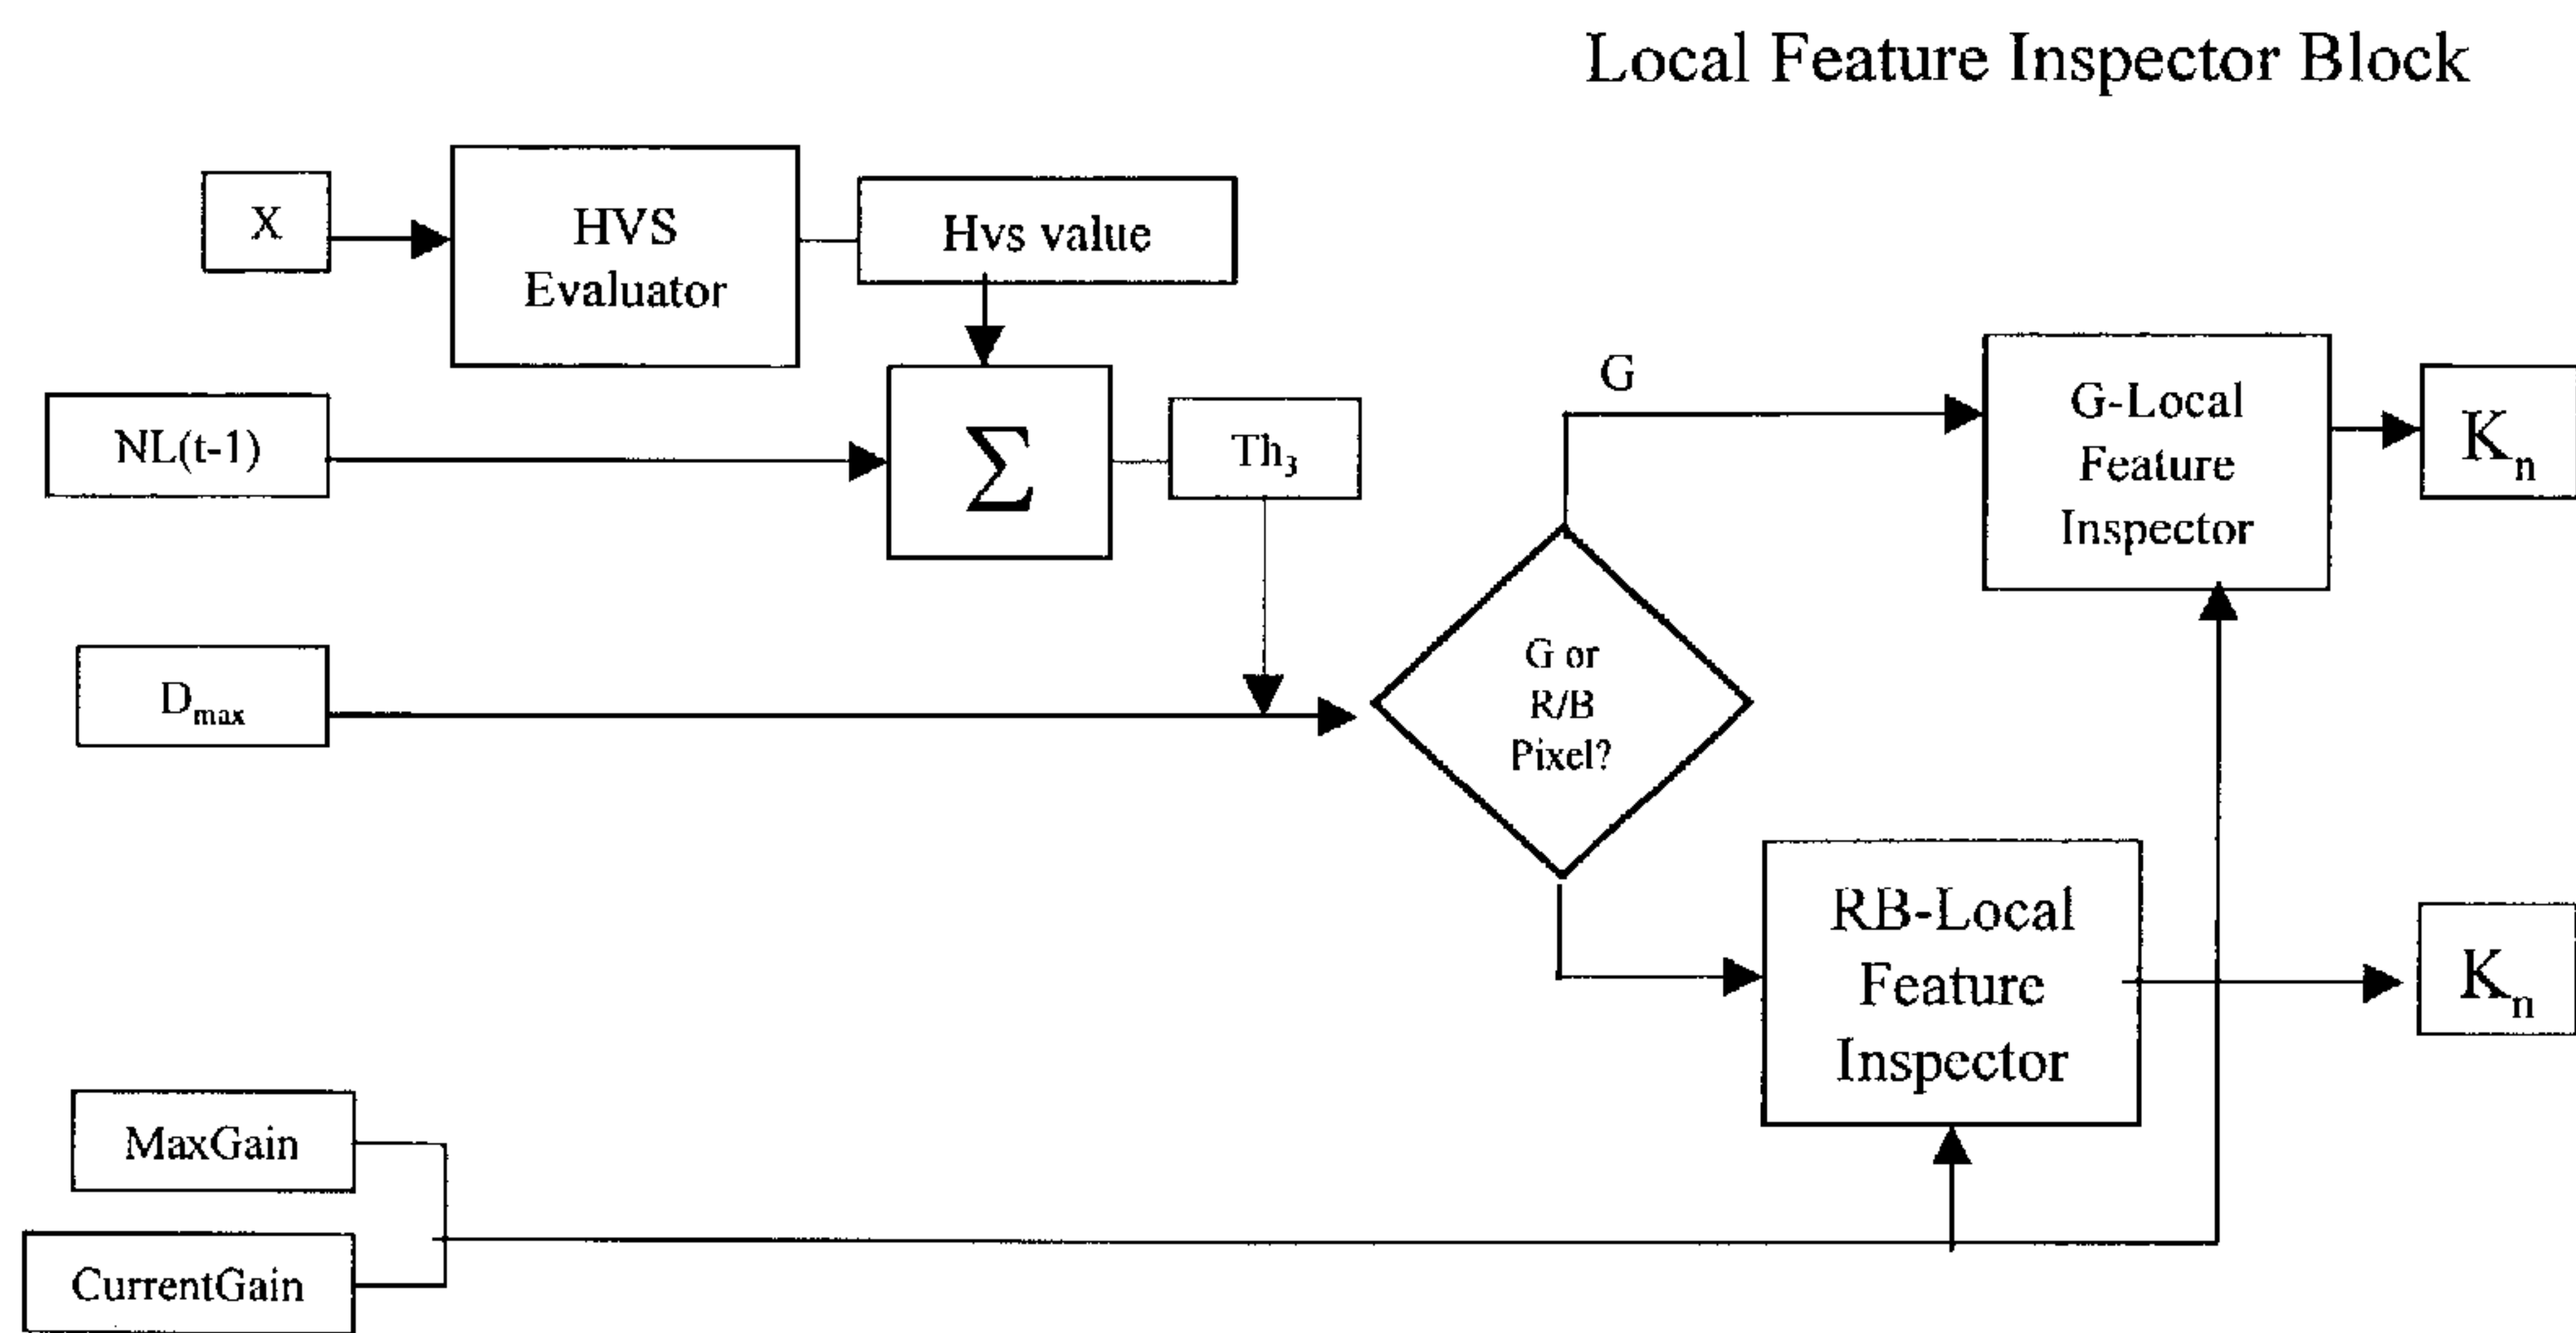 Local Feature Inspector Block
X
HVS
Evaluator
Hvs value
NL(t-1)
Σ
Th₃
G
G-Local
Feature
Inspector
Kₙ
Dmax
G or
R/B
Pixel?
RB-Local
Feature
Inspector
Kₙ
MaxGain
CurrentGain